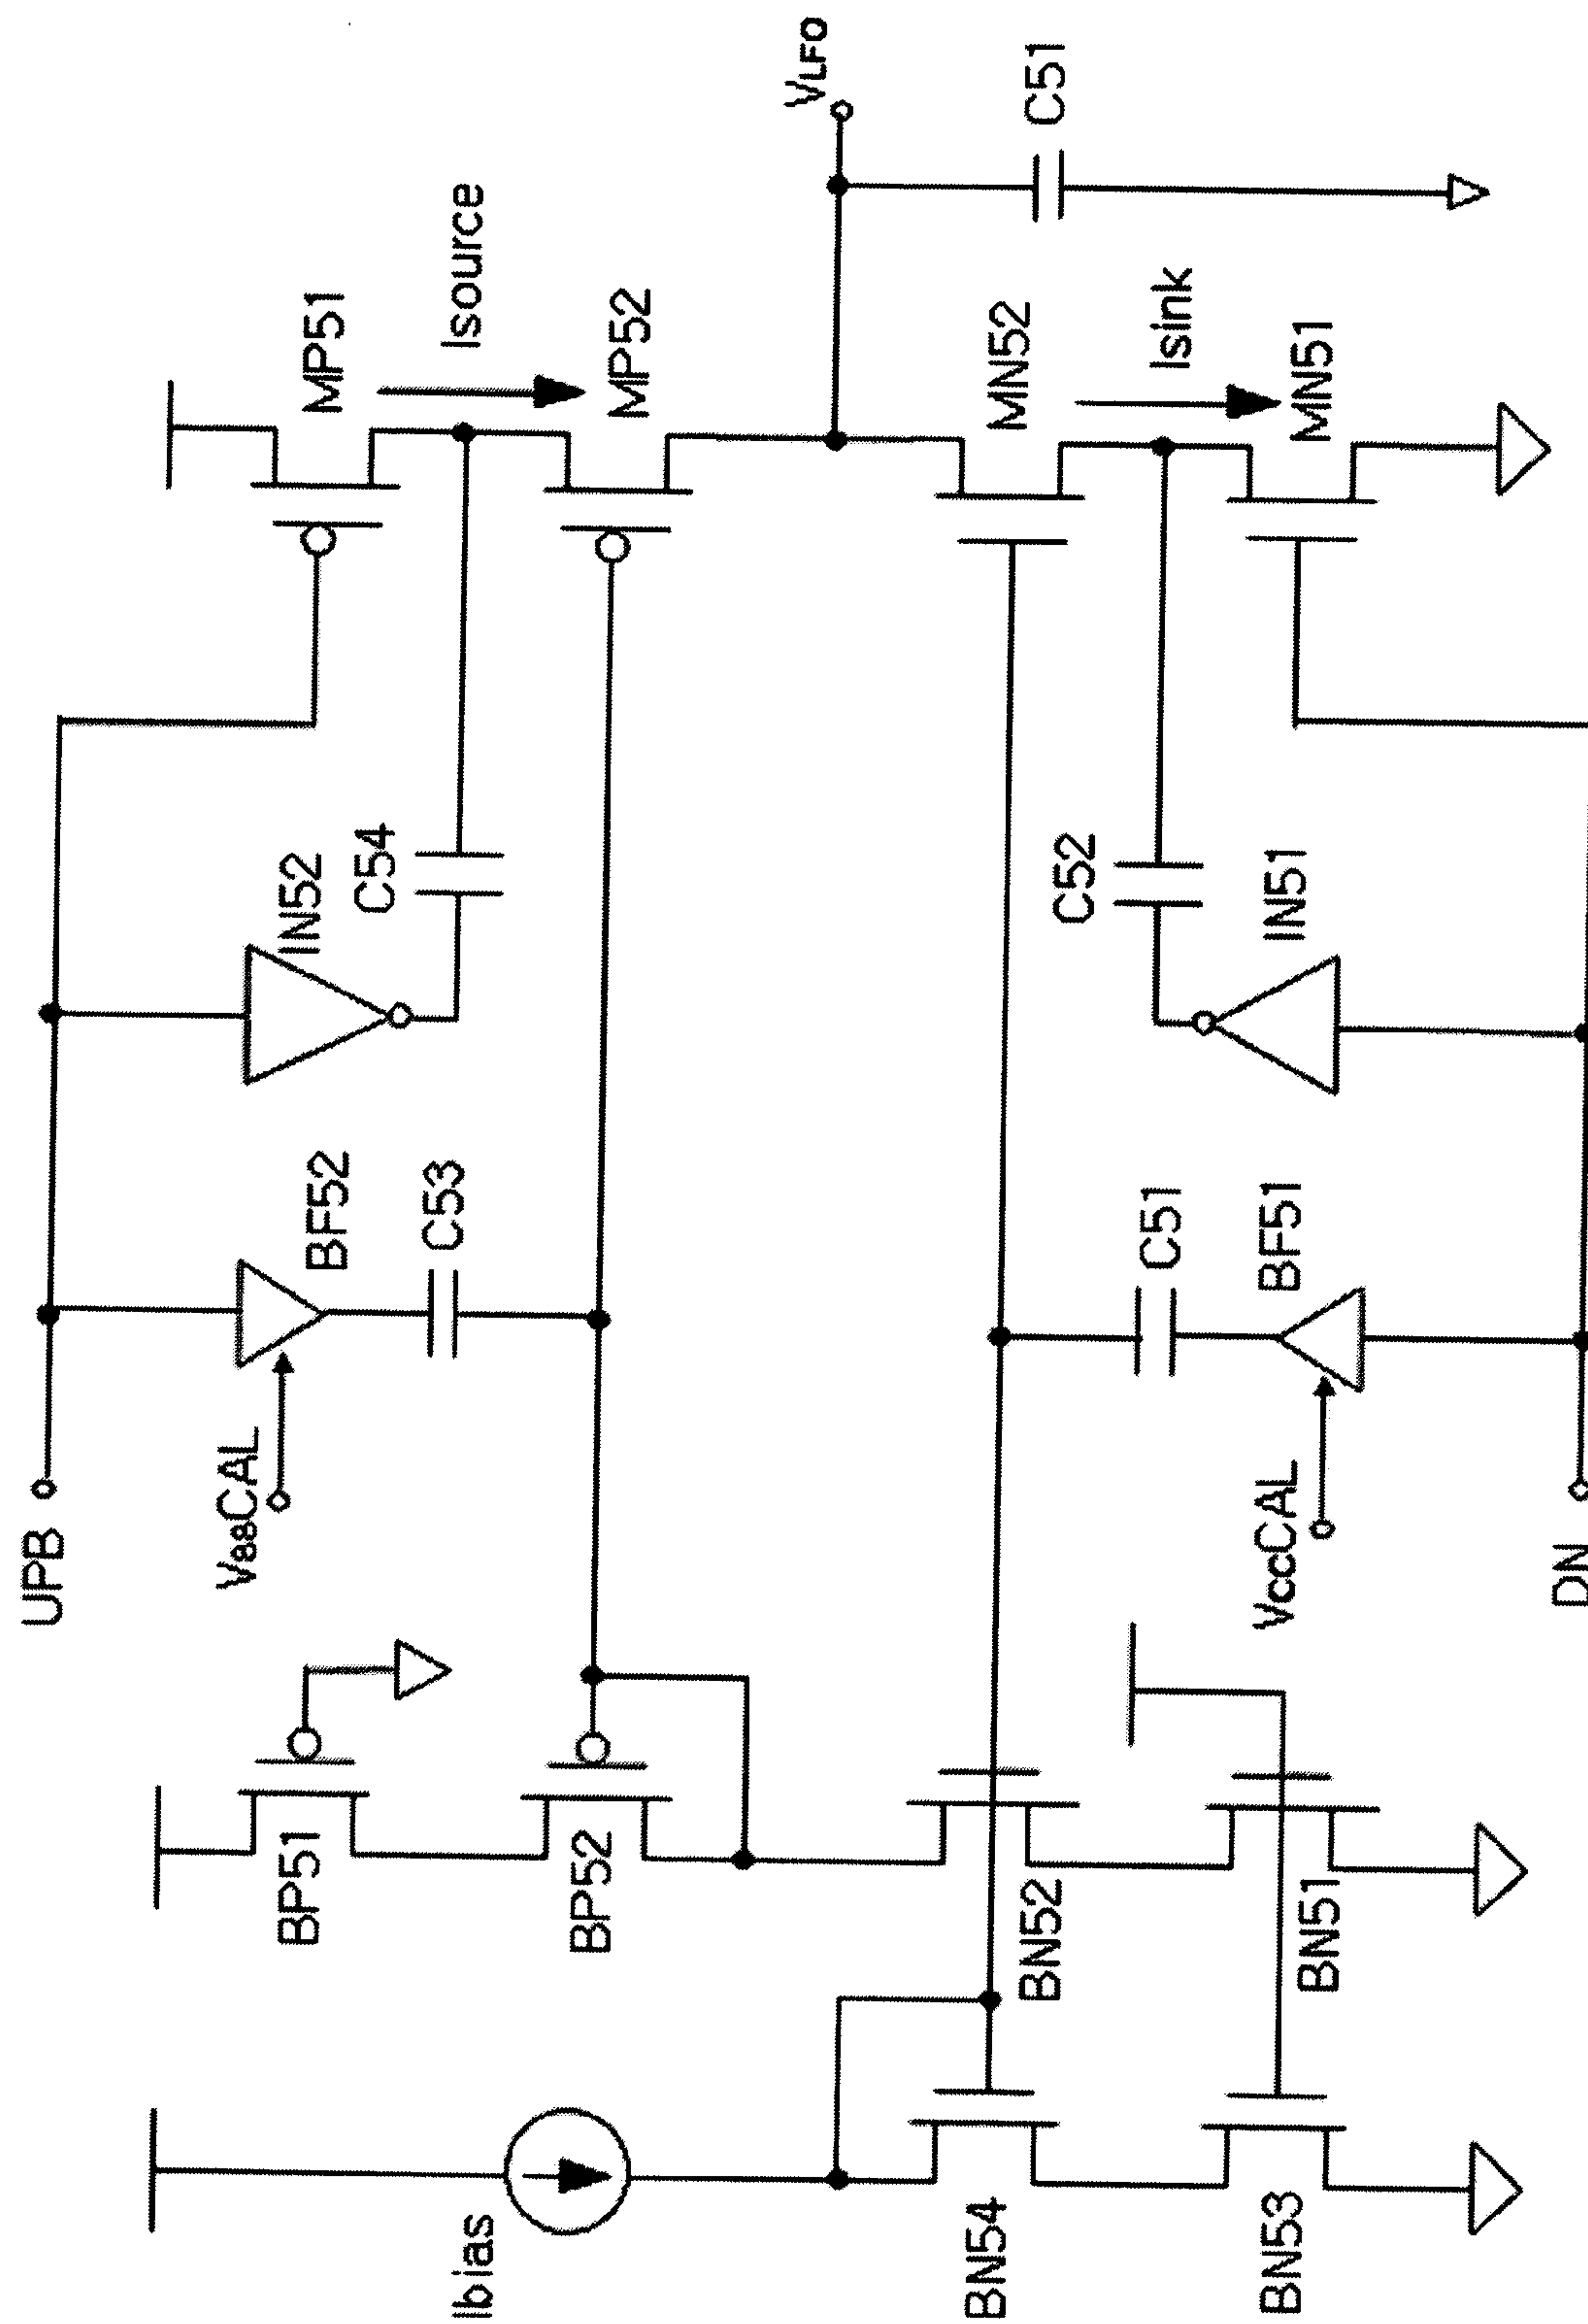 UPB
VssCAL
BF52
C53
IN52
C54
MP51
Isource
MP52
VLFO
C51
BP51
BP52
Ibias
BN54
BN52
BN53
BN51
C51
BF51
VccCAL
DN
C52
IN51
MN52
Isink
MN51